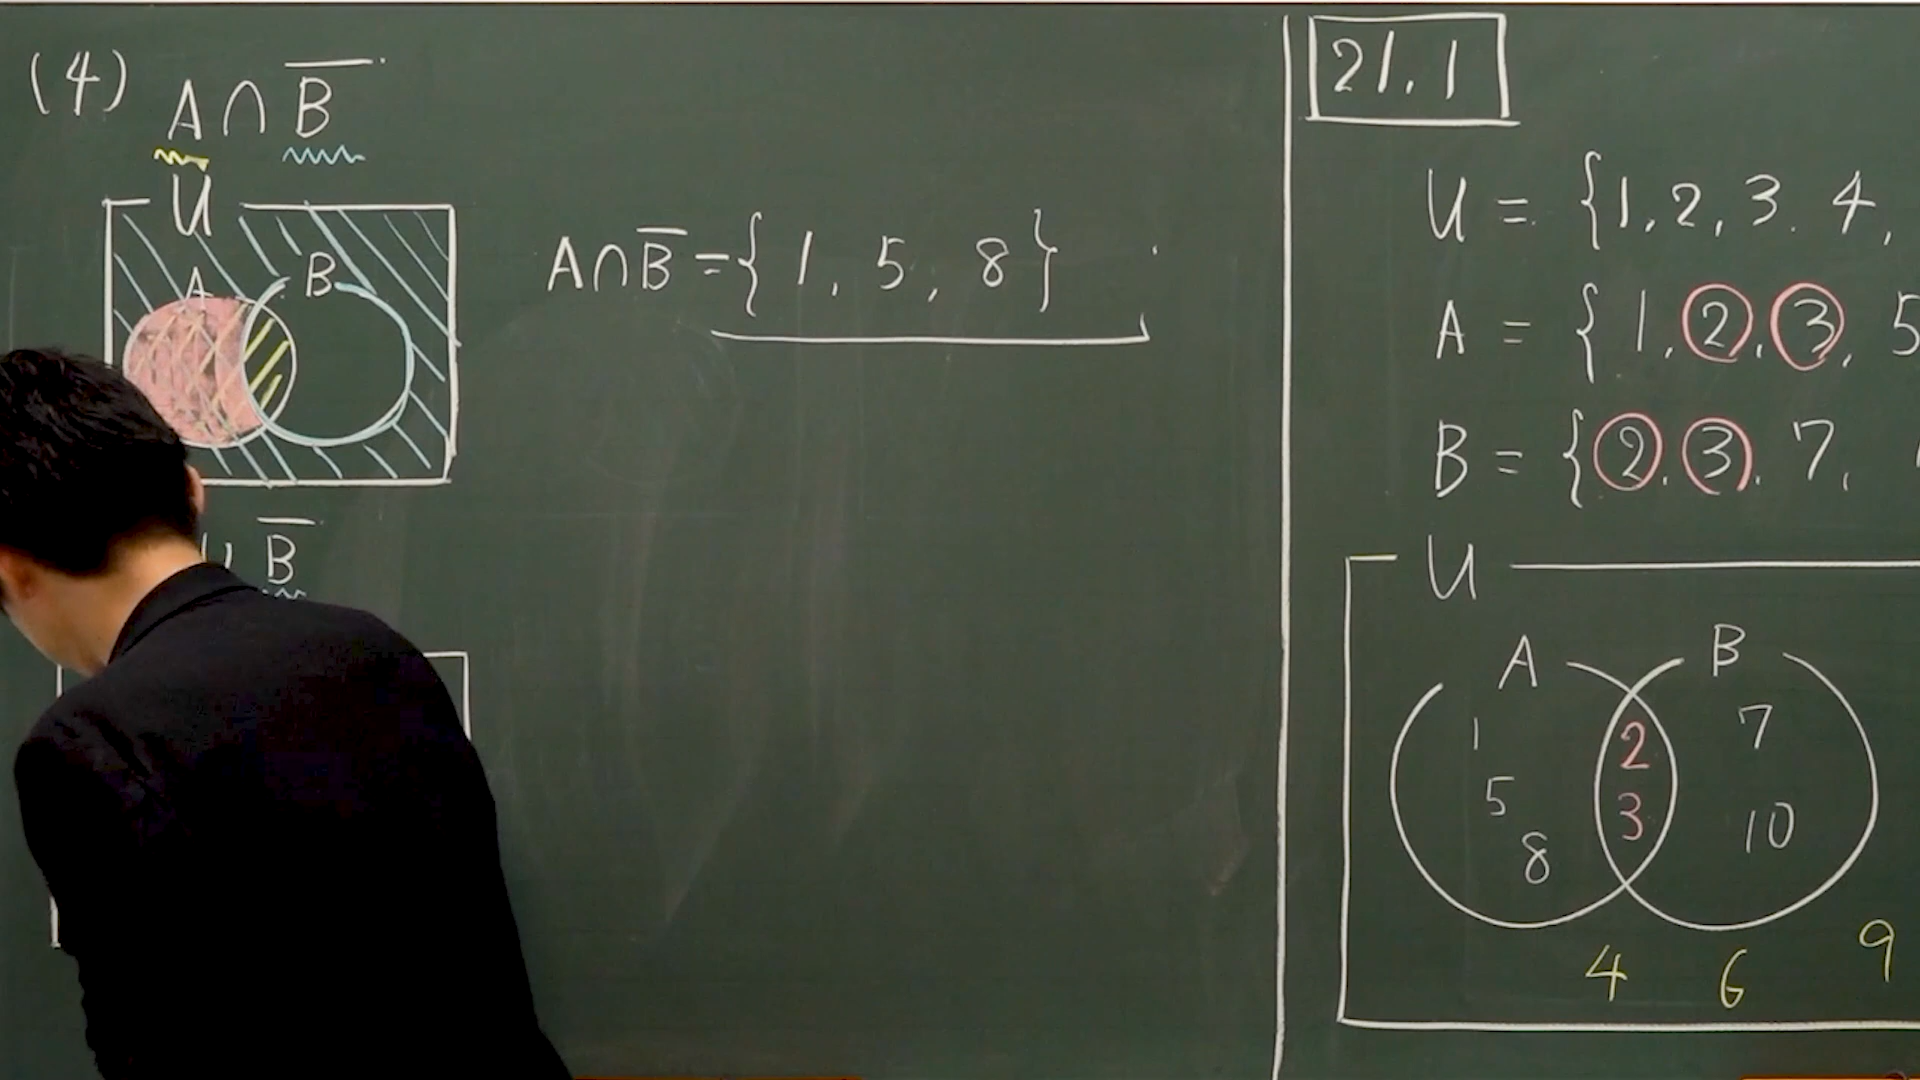 (4) A ∩ B̅
U
A B
A∩B̅ = { 1, 5, 8 }
∪ B̅
21.1
U = {1, 2, 3. 4,
A = { 1, 2, 3, 5
B = { 2, 3, 7,
U
A B
1 2 7
5 3 10
8
4 6 9